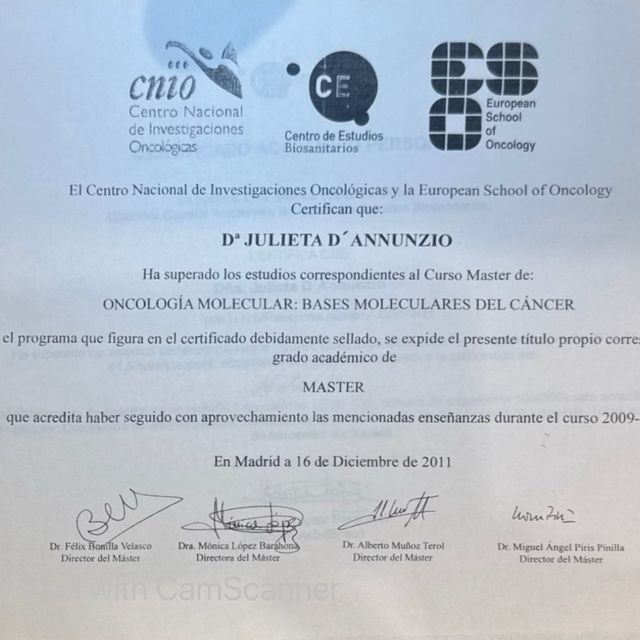 cnio
Centro Nacional
de Investigaciones
Oncológicas
CE
Centro de Estudios
Biosanitarios
ESO
European
School
of
Oncology
El Centro Nacional de Investigaciones Oncológicas y la European School of Oncology
Certifican que:
Dª JULIETA D´ANNUNZIO
Ha superado los estudios correspondientes al Curso Master de:
ONCOLOGÍA MOLECULAR: BASES MOLECULARES DEL CÁNCER
el programa que figura en el certificado debidamente sellado, se expide el presente título propio corres
grado académico de
MASTER
que acredita haber seguido con aprovechamiento las mencionadas enseñanzas durante el curso 2009-
En Madrid a 16 de Diciembre de 2011
Dr. Félix Bonilla Velasco
Director del Máster
Dra. Mónica López Barahona
Directora del Máster
Dr. Alberto Muñoz Terol
Director del Máster
Dr. Miguel Ángel Piris Pinilla
Director del Máster
with CamScanner